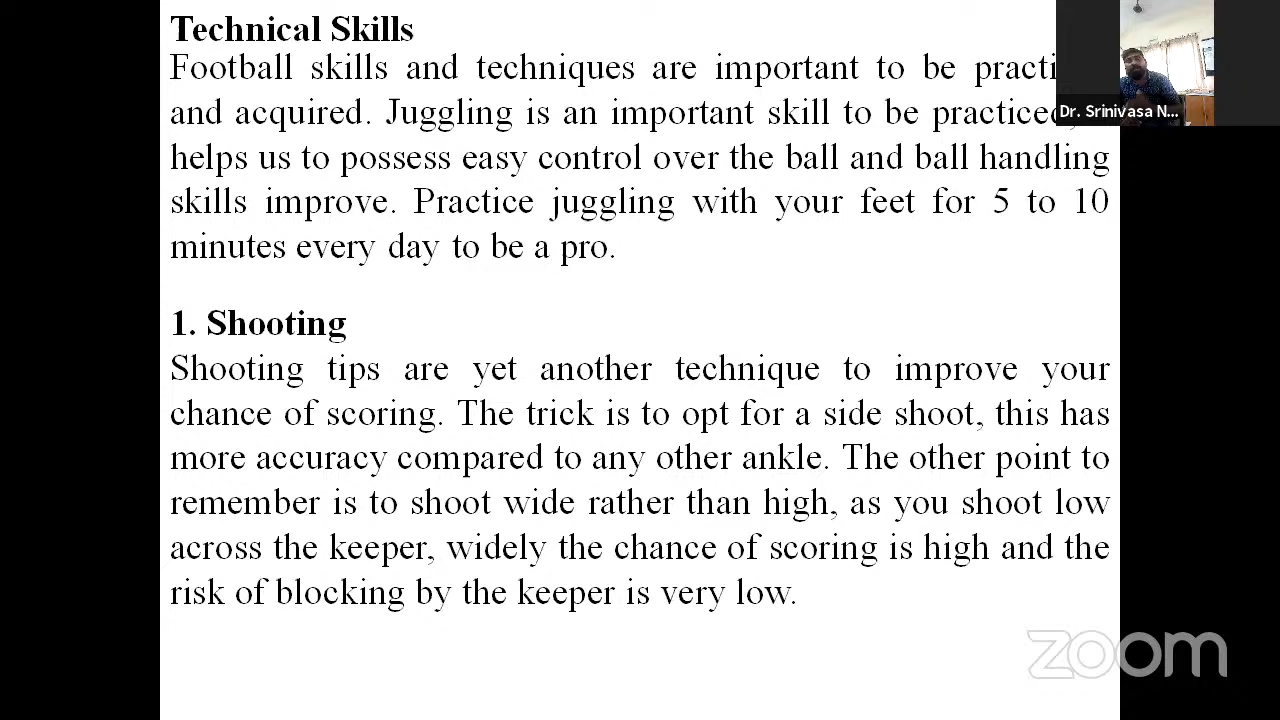 Technical Skills
Football skills and techniques are important to be
and acquired. Juggling is an important skill to be
helps us to possess easy control over the ball and ball handling
skills improve. Practice juggling with your feet for 5 to 10
minutes every day to be a pro.
1. Shooting
Shooting tips are yet another technique to improve your
chance of scoring. The trick is to opt for a side shoot, this has
more accuracy compared to any other ankle. The other point to
remember is to shoot wide rather than high, as you shoot low
across the keeper, widely the chance of scoring is high and the
risk of blocking by the keeper is very low.
Dr. Srinivasa N...
zoom